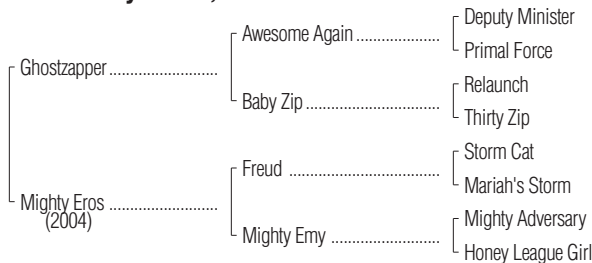 Deputy Minister
Awesome Again
Primal Force
Ghostzapper
Relaunch
Baby Zip
Thirty Zip
Storm Cat
Freud
Mariah's Storm
Mighty Eros
(2004)
Mighty Adversary
Mighty Emy
Honey League Girl